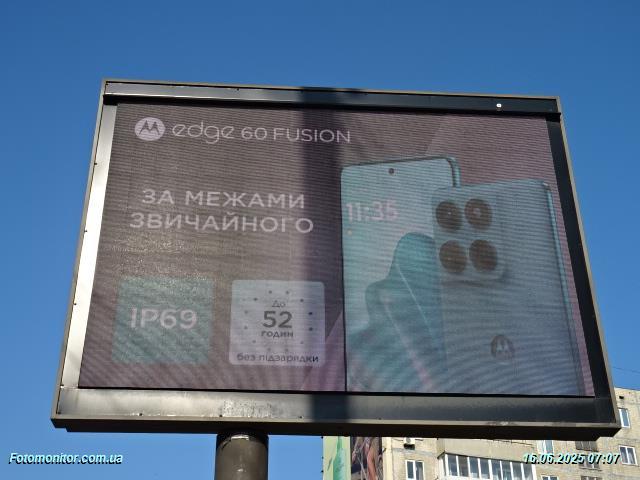 edge 60 FUSION
ЗА МЕЖАМИ
ЗВИЧАЙНОГО
11:35
IP69
До
52
годин
без підзарядки
Fotomonitor.com.ua
16.06.2025 07:07